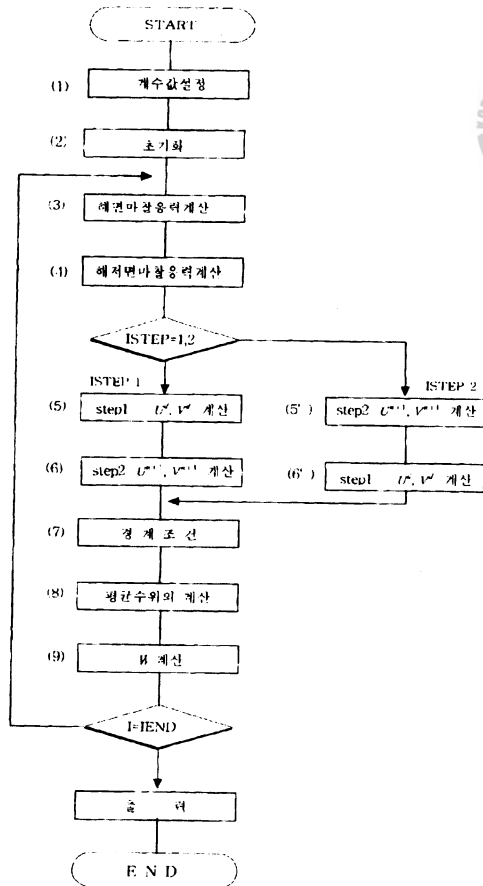 START
(1) 계수값설정
(2) 초기화
(3) 해면마찰응력계산
(4) 해저면마찰응력계산
ISTEP=1,2
ISTEP 1
ISTEP 2
(5) step1 계산
(5' ) step2 계산
(6) step2 계산
(6' ) step1 계산
(7) 경 계 조 건
(8) 평균수위의 계산
(9) 계산
I=IEND
출 력
E N D